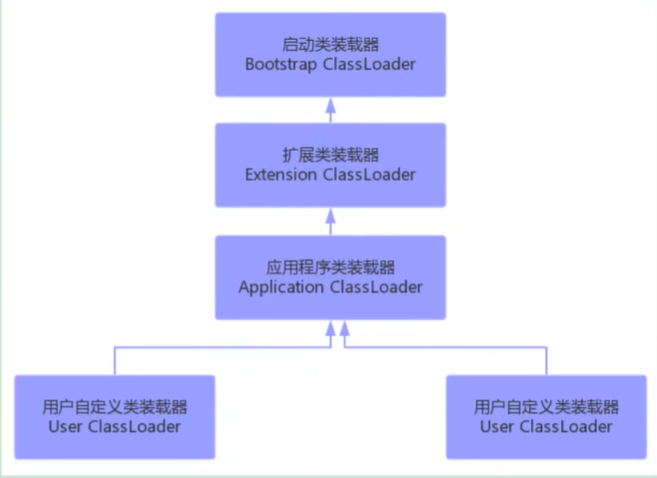 启动类装载器
Bootstrap ClassLoader
扩展类装载器
Extension ClassLoader
应用程序类装载器
Application ClassLoader
用户自定义类装载器
User ClassLoader
用户自定义类装载器
User ClassLoader